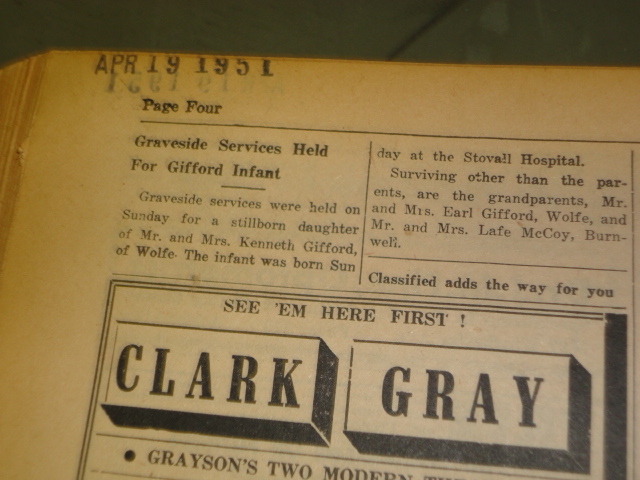 APR 19 1951
Page Four
Graveside Services Held
For Gifford Infant
Graveside services were held on
Sunday for a stillborn daughter
of Mr. and Mrs. Kenneth Gifford,
of Wolfe. The infant was born Sun
day at the Stovall Hospital.
Surviving other than the par-
ents, are the grandparents, Mr.
and Mrs. Earl Gifford, Wolfe, and
Mr. and Mrs. Lafe McCoy, Burn-
well.
Classified adds the way for you
SEE 'EM HERE FIRST !
CLARK GRAY
• GRAYSON'S TWO MODERN